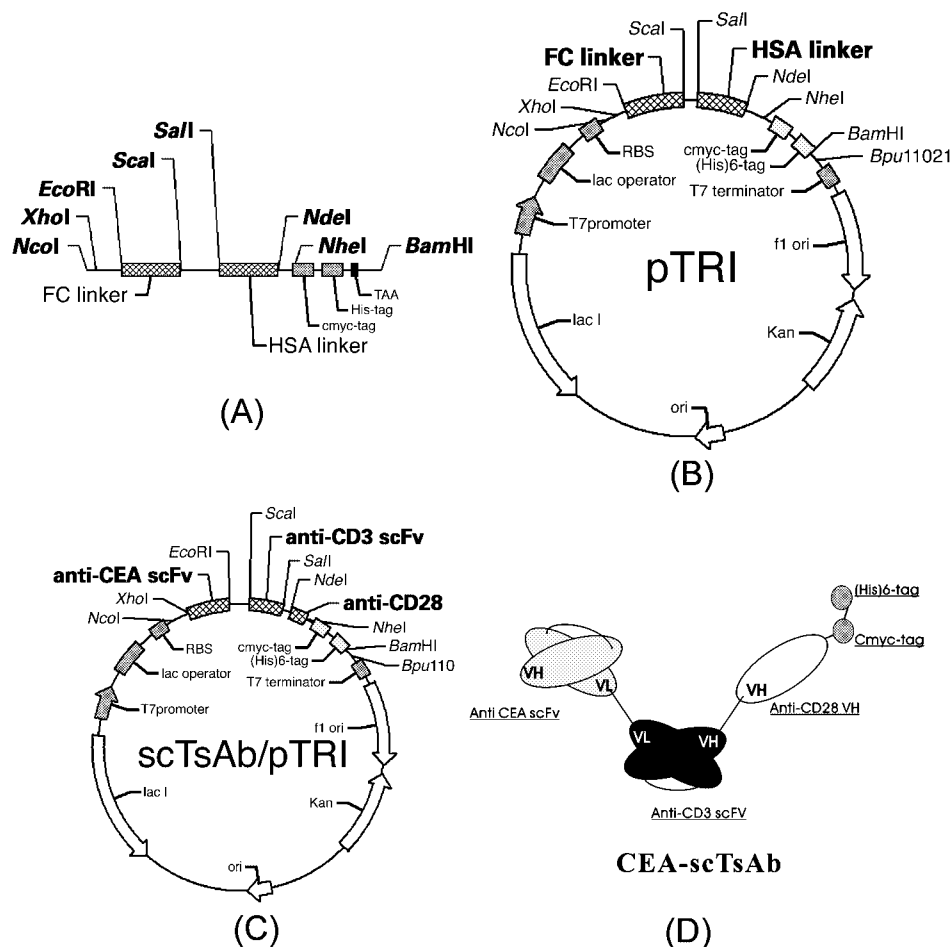 SalI
ScaI
EcoRI
XhoI
NcoI
NdeI
NheI
BamHI
FC linker
TAA
His-tag
cmyc-tag
HSA linker
(A)
ScaI
SalI
FC linker
HSA linker
EcoRI
NdeI
XhoI
NheI
NcoI
BamHI
RBS
cmyc-tag
(His)6-tag
Bpu11021
lac operator
T7 terminator
T7promoter
f1 ori
pTRI
lac I
Kan
ori
(B)
ScaI
anti-CD3 scFv
EcoRI
SalI
anti-CEA scFv
NdeI
XhoI
anti-CD28
NcoI
NheI
RBS
cmyc-tag
BamHI
(His)6-tag
Bpu110
lac operator
T7 terminator
T7promoter
f1 ori
scTsAb/pTRI
lac I
Kan
ori
(C)
(His)6-tag
Cmyc-tag
VH
VL
Anti CEA scFv
VH
Anti-CD28 VH
VL
VH
Anti-CD3 scFV
CEA-scTsAb
(D)